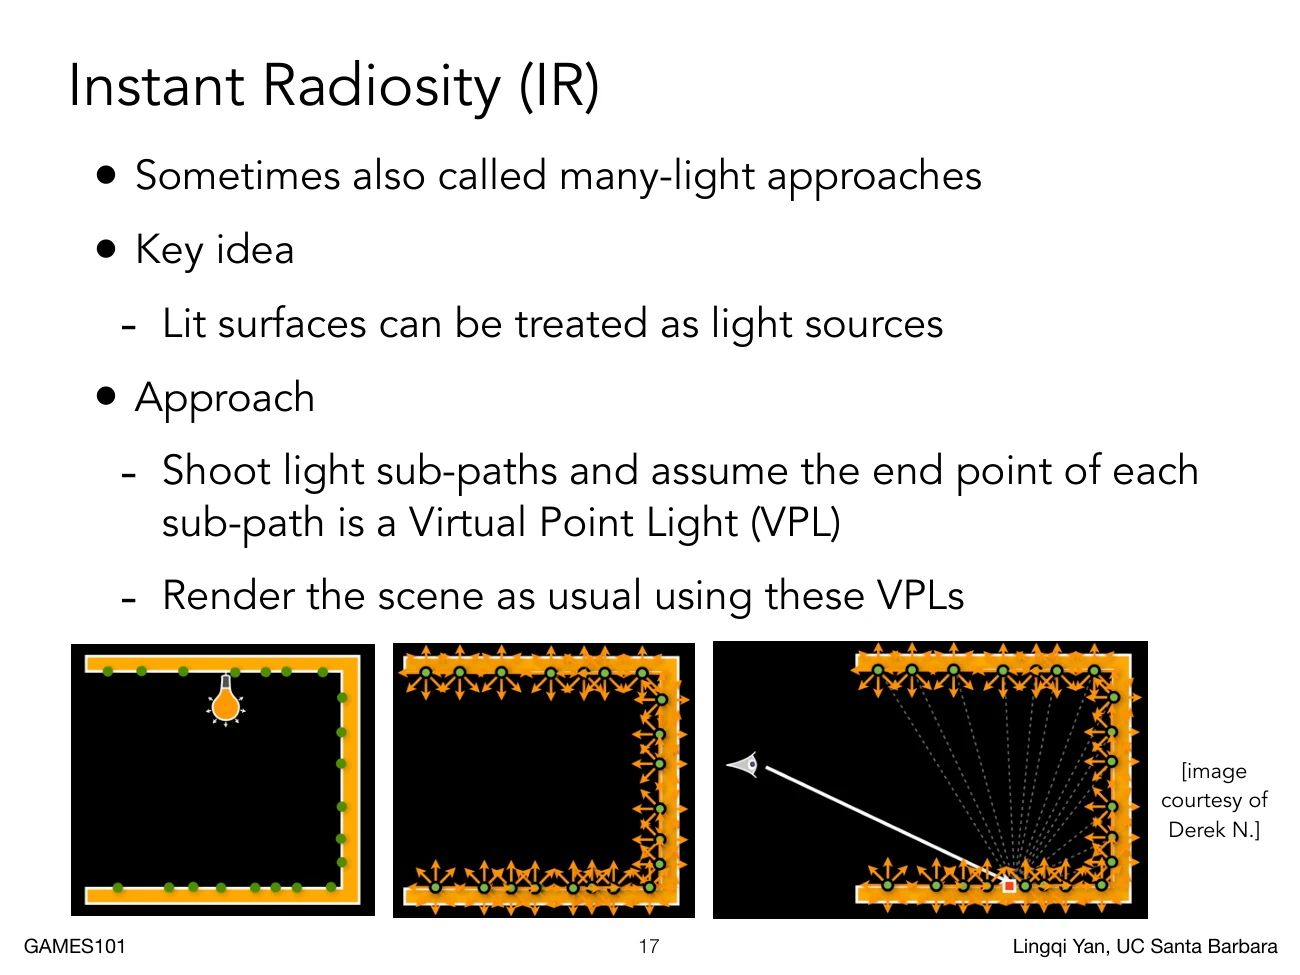 Instant Radiosity (IR)
• Sometimes also called many-light approaches
• Key idea
- Lit surfaces can be treated as light sources
• Approach
- Shoot light sub-paths and assume the end point of each
sub-path is a Virtual Point Light (VPL)
- Render the scene as usual using these VPLs
[image
courtesy of
Derek N.]
GAMES101
17
Lingqi Yan, UC Santa Barbara